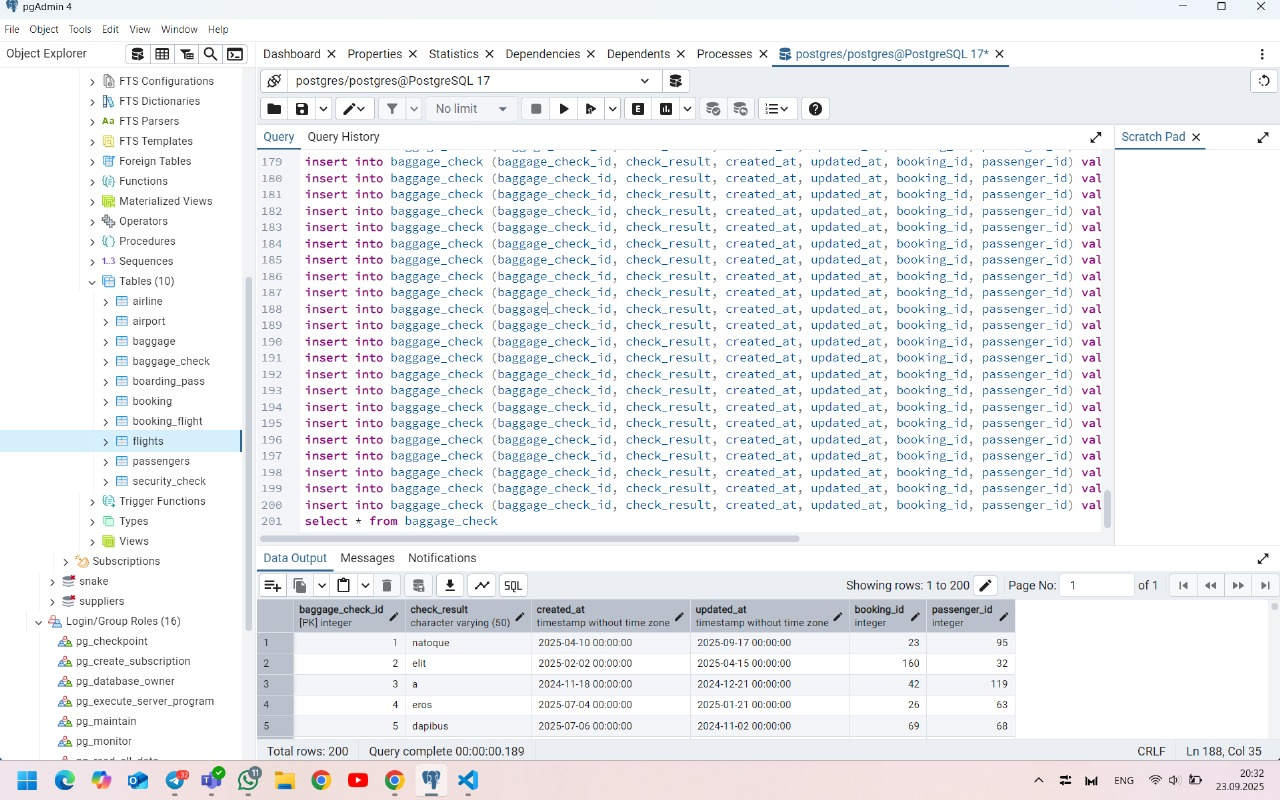 pgAdmin 4
File Object Tools Edit View Window Help
Object Explorer
Dashboard Properties Statistics Dependencies Dependents Processes postgres/postgres@PostgreSQL 17*
FTS Configurations
FTS Dictionaries
Aa FTS Parsers
FTS Templates
Foreign Tables
Functions
Materialized Views
Operators
Procedures
1..3 Sequences
Tables (10)
airline
airport
baggage
baggage_check
boarding_pass
booking
booking_flight
flights
passengers
security_check
Trigger Functions
Types
Views
Subscriptions
snake
suppliers
Login/Group Roles (16)
pg_checkpoint
pg_create_subscription
pg_database_owner
pg_execute_server_program
pg_maintain
pg_monitor
postgres/postgres@PostgreSQL 17
No limit
E
Query Query History
Scratch Pad
179 insert into baggage_check (baggage_check_id, check_result, created_at, updated_at, booking_id, passenger_id) val
180 insert into baggage_check (baggage_check_id, check_result, created_at, updated_at, booking_id, passenger_id) val
181 insert into baggage_check (baggage_check_id, check_result, created_at, updated_at, booking_id, passenger_id) val
182 insert into baggage_check (baggage_check_id, check_result, created_at, updated_at, booking_id, passenger_id) val
183 insert into baggage_check (baggage_check_id, check_result, created_at, updated_at, booking_id, passenger_id) val
184 insert into baggage_check (baggage_check_id, check_result, created_at, updated_at, booking_id, passenger_id) val
185 insert into baggage_check (baggage_check_id, check_result, created_at, updated_at, booking_id, passenger_id) val
186 insert into baggage_check (baggage_check_id, check_result, created_at, updated_at, booking_id, passenger_id) val
187 insert into baggage_check (baggage_check_id, check_result, created_at, updated_at, booking_id, passenger_id) val
188 insert into baggage_check (baggage_check_id, check_result, created_at, updated_at, booking_id, passenger_id) val
189 insert into baggage_check (baggage_check_id, check_result, created_at, updated_at, booking_id, passenger_id) val
190 insert into baggage_check (baggage_check_id, check_result, created_at, updated_at, booking_id, passenger_id) val
191 insert into baggage_check (baggage_check_id, check_result, created_at, updated_at, booking_id, passenger_id) val
192 insert into baggage_check (baggage_check_id, check_result, created_at, updated_at, booking_id, passenger_id) val
193 insert into baggage_check (baggage_check_id, check_result, created_at, updated_at, booking_id, passenger_id) val
194 insert into baggage_check (baggage_check_id, check_result, created_at, updated_at, booking_id, passenger_id) val
195 insert into baggage_check (baggage_check_id, check_result, created_at, updated_at, booking_id, passenger_id) val
196 insert into baggage_check (baggage_check_id, check_result, created_at, updated_at, booking_id, passenger_id) val
197 insert into baggage_check (baggage_check_id, check_result, created_at, updated_at, booking_id, passenger_id) val
198 insert into baggage_check (baggage_check_id, check_result, created_at, updated_at, booking_id, passenger_id) val
199 insert into baggage_check (baggage_check_id, check_result, created_at, updated_at, booking_id, passenger_id) val
200 insert into baggage_check (baggage_check_id, check_result, created_at, updated_at, booking_id, passenger_id) val
201 select * from baggage_check
Data Output Messages Notifications
SQL Showing rows: 1 to 200 Page No: 1 of 1
baggage_check_id check_result created_at updated_at booking_id passenger_id
[PK] integer character varying (50) timestamp without time zone timestamp without time zone integer integer
1 1 natoque 2025-04-10 00:00:00 2025-09-17 00:00:00 23 95
2 2 elit 2025-02-02 00:00:00 2025-04-15 00:00:00 160 32
3 3 a 2024-11-18 00:00:00 2024-12-21 00:00:00 42 119
4 4 eros 2025-07-04 00:00:00 2025-01-21 00:00:00 26 63
5 5 dapibus 2025-07-06 00:00:00 2024-11-02 00:00:00 69 68
Total rows: 200 Query complete 00:00:00.189 CRLF Ln 188, Col 35
32
11
ENG
20:32
23.09.2025